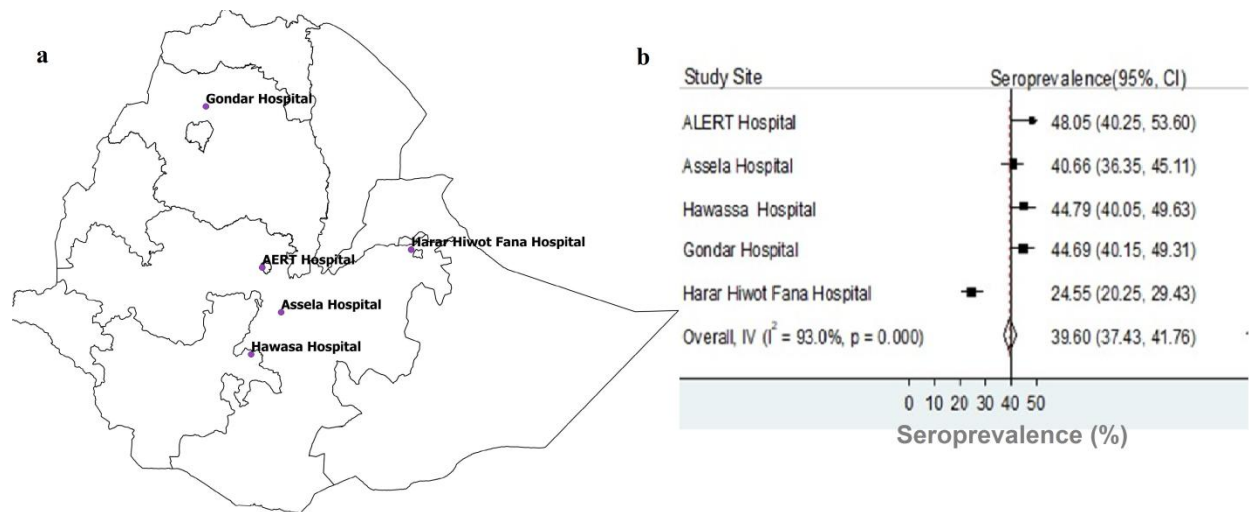 a
Gondar Hospital
Harar Hiwot Fana Hospital
AERT Hospital
Assela Hospital
Hawasa Hospital
b
Study Site Seroprevalence(95%, CI)
ALERT Hospital 48.05 (40.25, 53.60)
Assela Hospital 40.66 (36.35, 45.11)
Hawassa Hospital 44.79 (40.05, 49.63)
Gondar Hospital 44.69 (40.15, 49.31)
Harar Hiwot Fana Hospital 24.55 (20.25, 29.43)
Overall, IV (I² = 93.0%, p = 0.000) 39.60 (37.43, 41.76)
0 10 20 30 40 50
Seroprevalence (%)